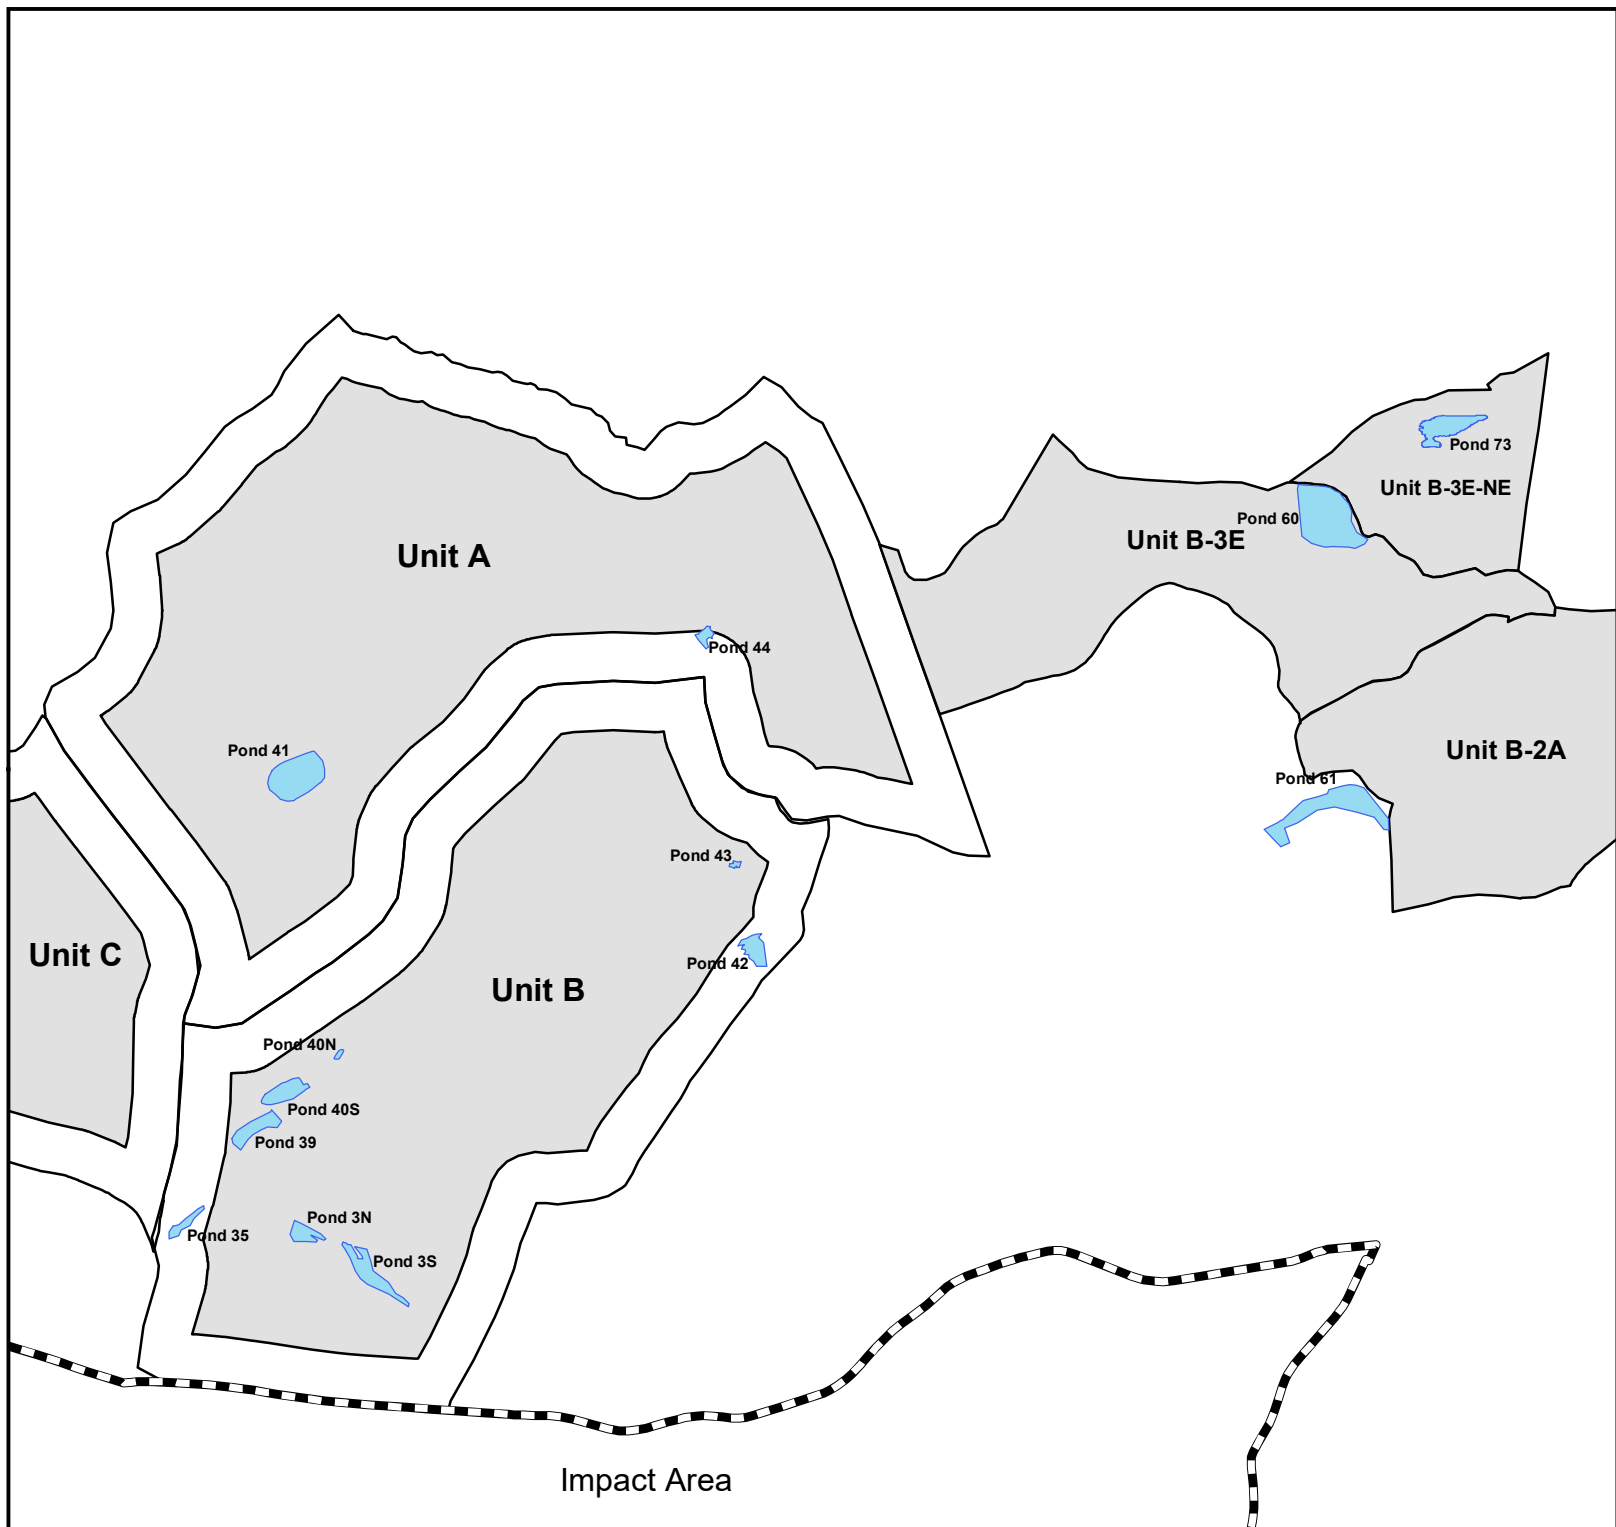 Pond 73
Unit B-3E-NE
Pond 60
Unit B-3E
Unit A
Pond 44
Pond 41
Unit B-2A
Pond 61
Pond 43
Unit C
Pond 42
Unit B
Pond 40N
Pond 40S
Pond 39
Pond 3N
Pond 35
Pond 3S
Impact Area